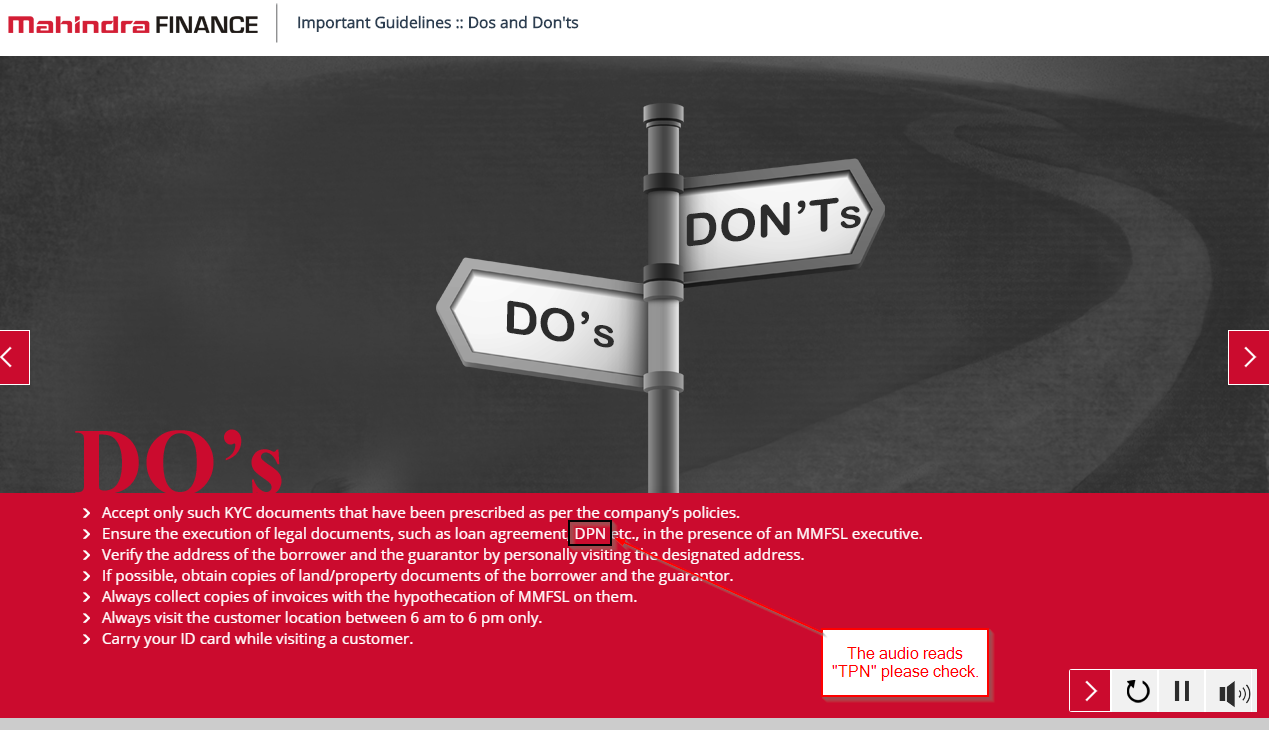 Mahindra FINANCE
Important Guidelines :: Dos and Don'ts
DON'Ts
DO's
DO's
Accept only such KYC documents that have been prescribed as per the company's policies.
Ensure the execution of legal documents, such as loan agreement DPN etc., in the presence of an MMFSL executive.
Verify the address of the borrower and the guarantor by personally visiting the designated address.
If possible, obtain copies of land/property documents of the borrower and the guarantor.
Always collect copies of invoices with the hypothecation of MMFSL on them.
Always visit the customer location between 6 am to 6 pm only.
Carry your ID card while visiting a customer.
The audio reads
"TPN" please check.